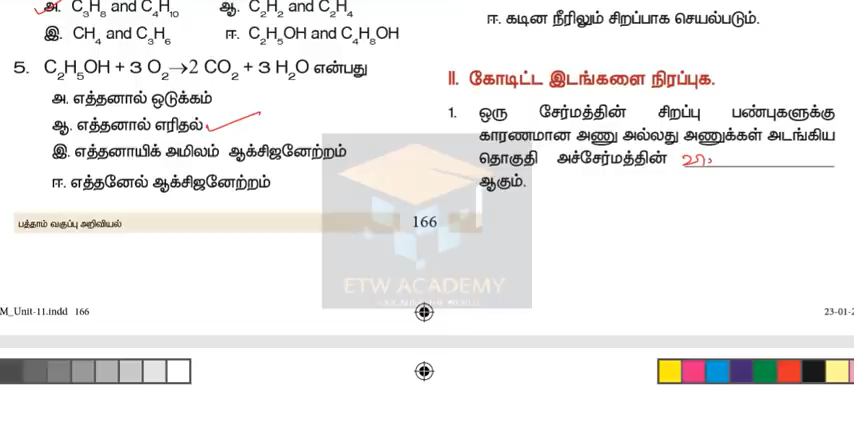 அ. C3H8 and C4H10 ஆ. C2H2 and C2H4
இ. CH4 and C3H6 ஈ. C2H5OH and C4H8OH
5. C2H5OH + 3 O2→2 CO2 + 3 H2O என்பது
அ. எத்தனால் ஒடுக்கம்
ஆ. எத்தனால் எரிதல்
இ. எத்தனாயிக் அமிலம் ஆக்சிஜனேற்றம்
ஈ. எத்தனேல் ஆக்சிஜனேற்றம்
பத்தாம் வகுப்பு அறிவியல்
166
ஈ. கடின நீரிலும் சிறப்பாக செயல்படும்.
II. கோடிட்ட இடங்களை நிரப்புக.
1. ஒரு சேர்மத்தின் சிறப்பு பண்புகளுக்கு
காரணமான அணு அல்லது அணுக்கள் அடங்கிய
தொகுதி அச்சேர்மத்தின்
ஆகும்.
ETW ACADEMY
M_Unit-11.indd 166
23-01-2